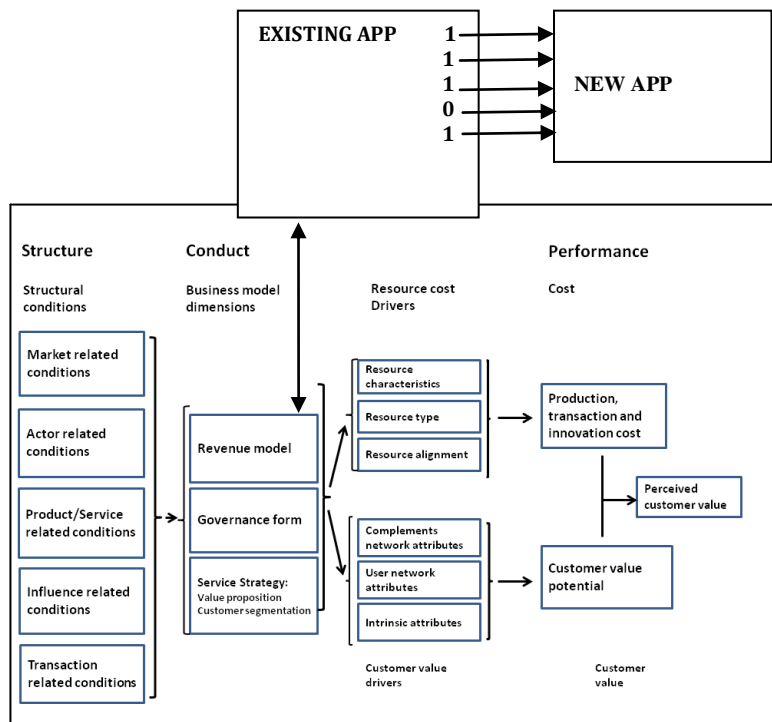 EXISTING APP
1
1
1
0
1
NEW APP
Structure
Conduct
Performance
Structural
conditions
Business model
dimensions
Resource cost
Drivers
Cost
Market related
conditions
Actor related
conditions
Product/Service
related conditions
Influence related
conditions
Transaction
related conditions
Revenue model
Governance form
Service Strategy:
Value proposition
Customer segmentation
Resource
characteristics
Resource type
Resource alignment
Complements
network attributes
User network
attributes
Intrinsic attributes
Customer value
drivers
Production,
transaction and
innovation cost
Perceived
customer value
Customer value
potential
Customer
value